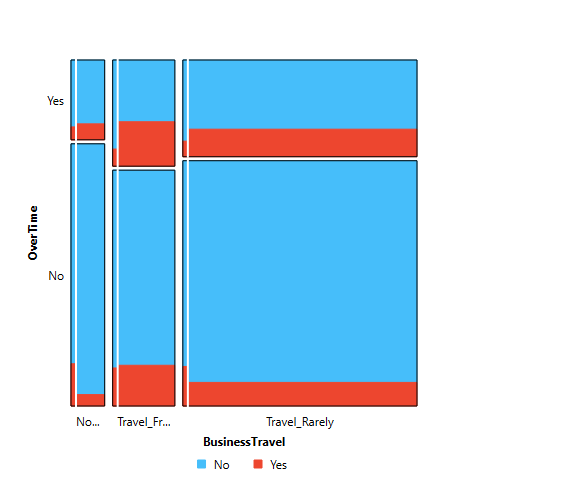 Yes
OverTime
No
No... Travel_Fr... Travel_Rarely
BusinessTravel
No Yes